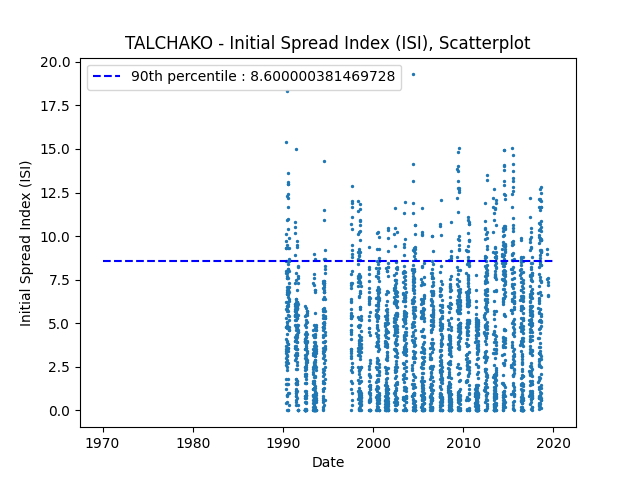 TALCHAKO - Initial Spread Index (ISI), Scatterplot
20.0
17.5
15.0
12.5
10.0
7.5
5.0
2.5
0.0
Initial Spread Index (ISI)
90th percentile : 8.600000381469728
1970 1980 1990 2000 2010 2020
Date